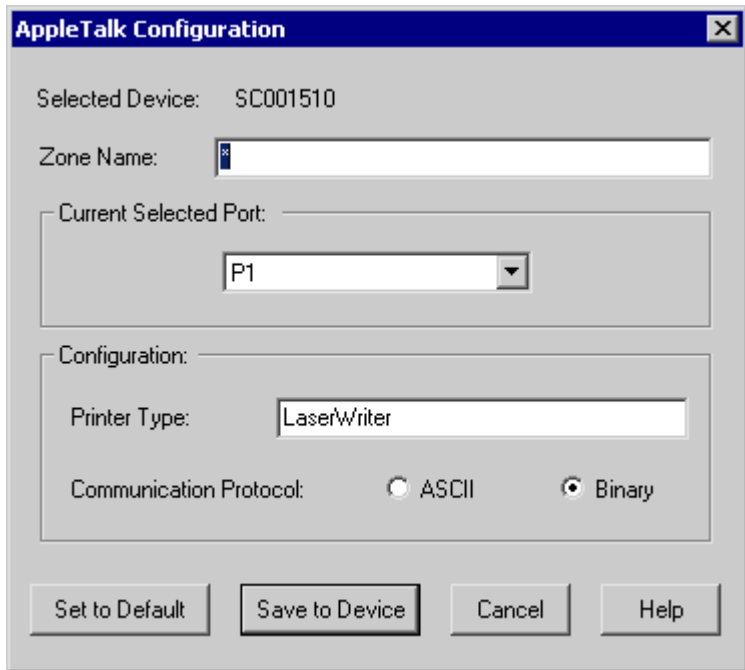 AppleTalk Configuration
Selected Device: SC001510
Zone Name: *
Current Selected Port:
P1
Configuration:
Printer Type: LaserWriter
Communication Protocol: ASCII Binary
Set to Default Save to Device Cancel Help